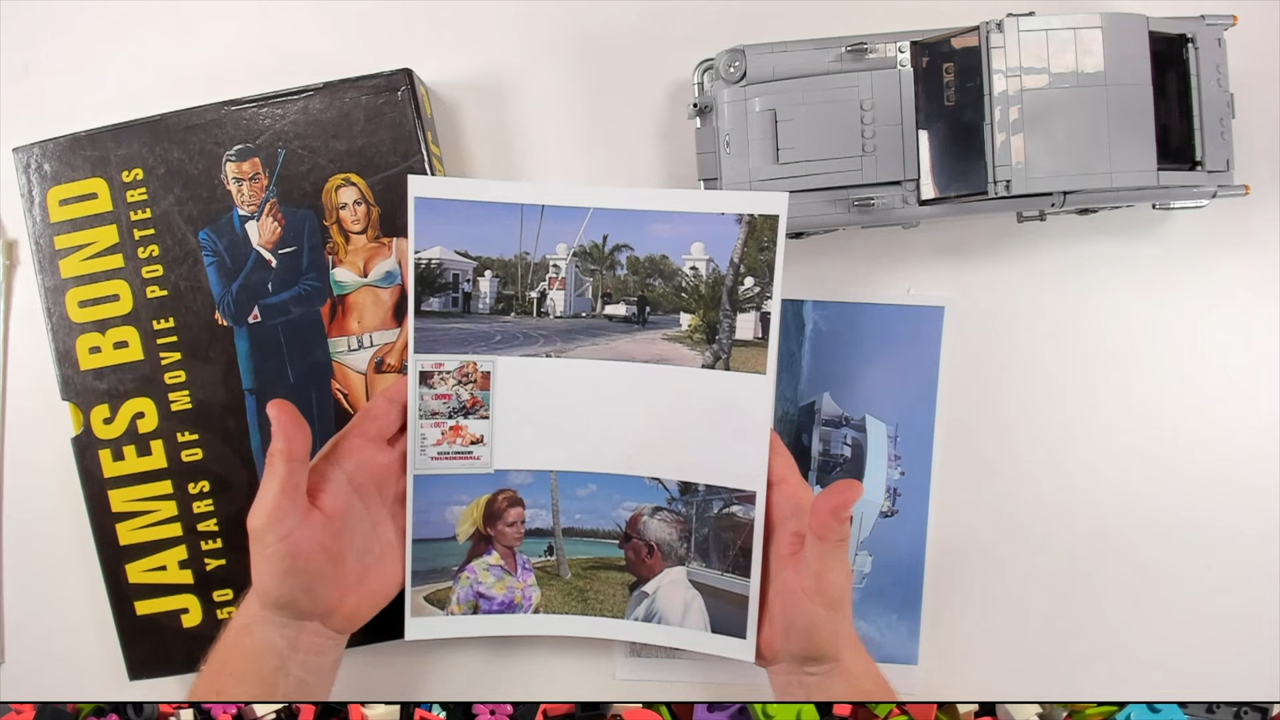 JAMES BOND
50 YEARS OF MOVIE POSTERS
LOOK UP!
LOOK DOWN!
LOOK OUT!
SEAN CONNERY
"THUNDERBALL"